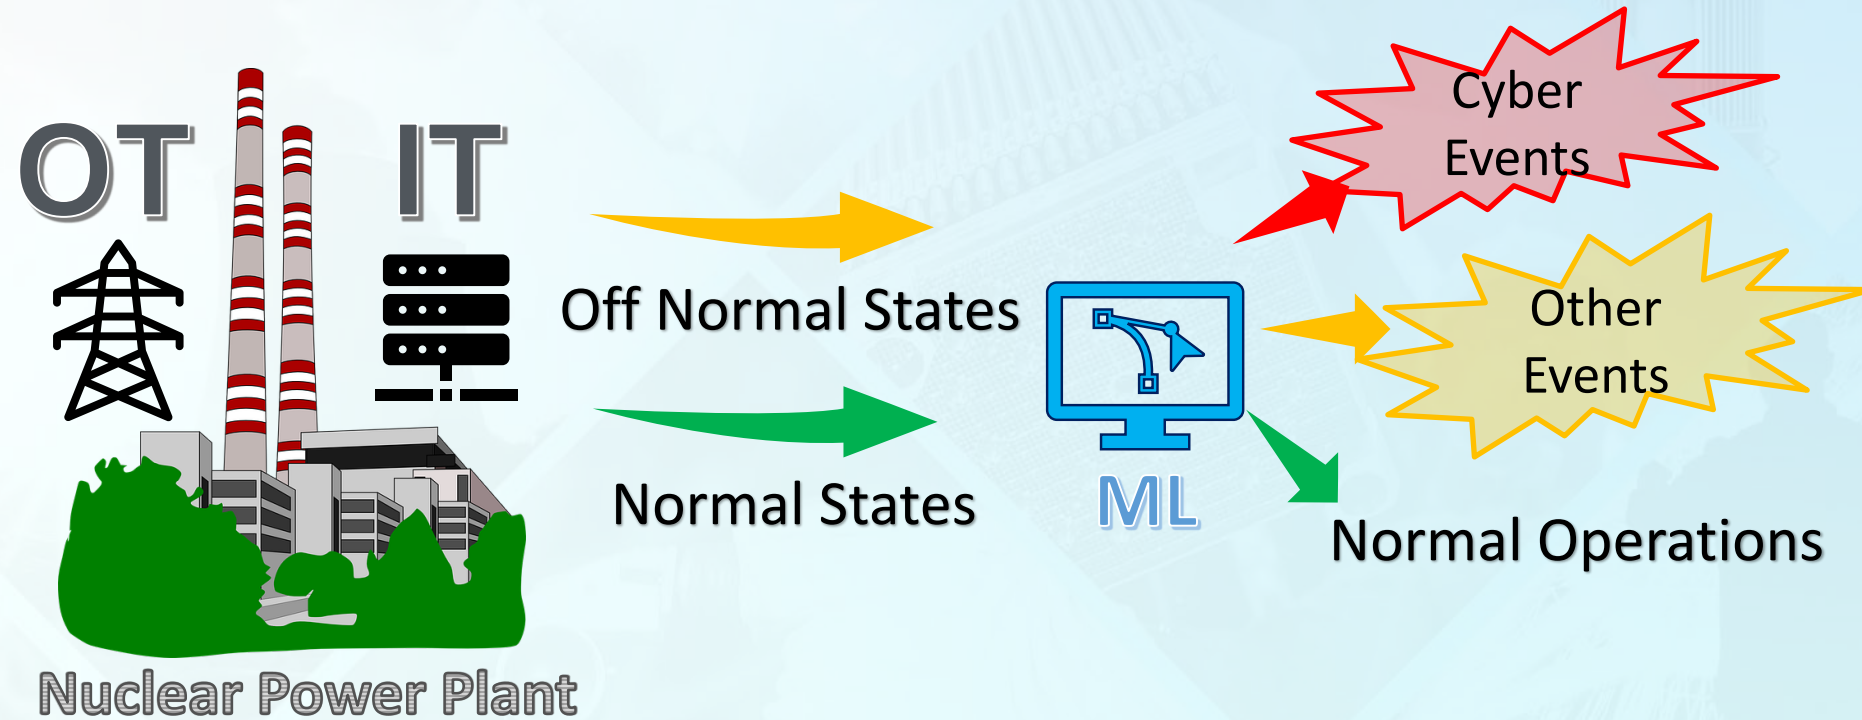 OT
IT
Off Normal States
Normal States
Nuclear Power Plant
ML
Cyber
Events
Other
Events
Normal Operations